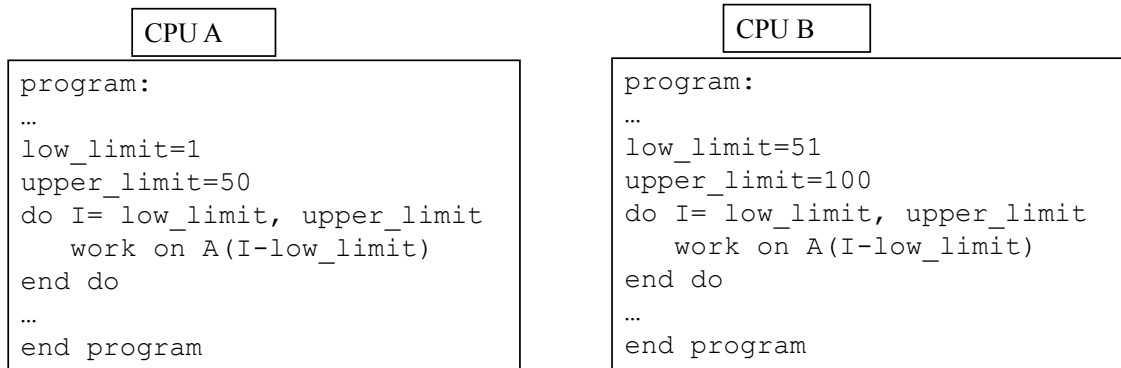 CPU A
program:
…
low_limit=1
upper_limit=50
do I= low_limit, upper_limit
work on A(I-low_limit)
end do
…
end program
CPU B
program:
…
low_limit=51
upper_limit=100
do I= low_limit, upper_limit
work on A(I-low_limit)
end do
…
end program